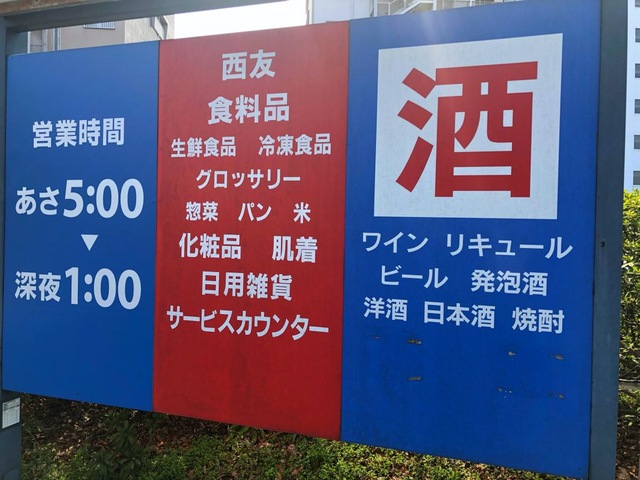 営業時間
あさ5:00
▼
深夜1:00
西友
食料品
生鮮食品 冷凍食品
グロッサリー
惣菜 パン 米
化粧品 肌着
日用雑貨
サービスカウンター
酒
ワイン リキュール
ビール 発泡酒
洋酒 日本酒 焼酎